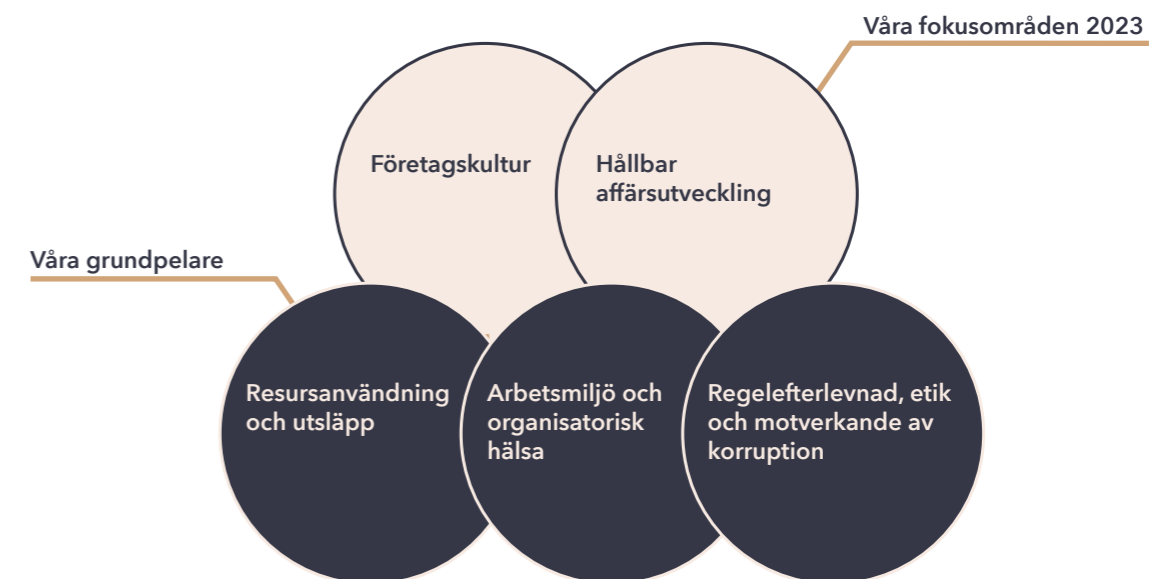 Våra fokusområden 2023
Företagskultur
Hållbar
affärsutveckling
Våra grundpelare
Resursanvändning
och utsläpp
Arbetsmiljö och
organisatorisk
hälsa
Regelefterlevnad, etik
och motverkande av
korruption